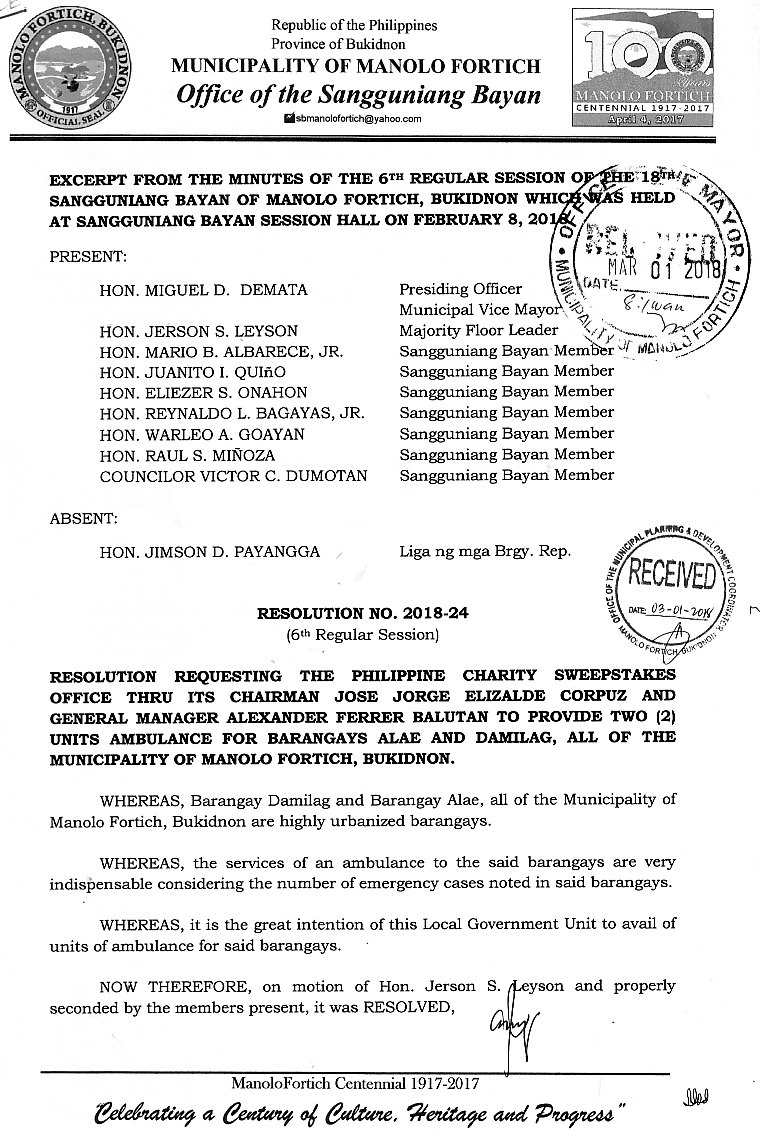 Republic of the Philippines
Province of Bukidnon
MUNICIPALITY OF MANOLO FORTICH
Office of the Sangguniang Bayan
sbmanolofortich@yahoo.com
MANOLO FORTICH, BUKIDNON
1917
OFFICIAL SEAL
100
Years
MANOLO FORTICH
CENTENNIAL 1917-2017
April 4, 2017
EXCERPT FROM THE MINUTES OF THE 6TH REGULAR SESSION OF THE 18TH
SANGGUNIANG BAYAN OF MANOLO FORTICH, BUKIDNON WHICH WAS HELD
AT SANGGUNIANG BAYAN SESSION HALL ON FEBRUARY 8, 2018
OFFICE OF THE MAYOR
RECEIVED
MAR 01 2018
DATE:
MUNICIPALITY OF MANOLO FORTICH
PRESENT:
HON. MIGUEL D. DEMATA Presiding Officer
Municipal Vice Mayor
HON. JERSON S. LEYSON Majority Floor Leader
HON. MARIO B. ALBARECE, JR. Sangguniang Bayan Member
HON. JUANITO I. QUIñO Sangguniang Bayan Member
HON. ELIEZER S. ONAHON Sangguniang Bayan Member
HON. REYNALDO L. BAGAYAS, JR. Sangguniang Bayan Member
HON. WARLEO A. GOAYAN Sangguniang Bayan Member
HON. RAUL S. MIÑOZA Sangguniang Bayan Member
COUNCILOR VICTOR C. DUMOTAN Sangguniang Bayan Member
ABSENT:
HON. JIMSON D. PAYANGGA Liga ng mga Brgy. Rep.
OFFICE OF THE MUNICIPAL PLANNING & DEVELOPMENT COORDINATOR
RECEIVED
DATE: 03-01-2018
MANOLO FORTICH, BUKIDNON
RESOLUTION NO. 2018-24
(6th Regular Session)
RESOLUTION REQUESTING THE PHILIPPINE CHARITY SWEEPSTAKES
OFFICE THRU ITS CHAIRMAN JOSE JORGE ELIZALDE CORPUZ AND
GENERAL MANAGER ALEXANDER FERRER BALUTAN TO PROVIDE TWO (2)
UNITS AMBULANCE FOR BARANGAYS ALAE AND DAMILAG, ALL OF THE
MUNICIPALITY OF MANOLO FORTICH, BUKIDNON.
WHEREAS, Barangay Damilag and Barangay Alae, all of the Municipality of
Manolo Fortich, Bukidnon are highly urbanized barangays.
WHEREAS, the services of an ambulance to the said barangays are very
indispensable considering the number of emergency cases noted in said barangays.
WHEREAS, it is the great intention of this Local Government Unit to avail of
units of ambulance for said barangays.
NOW THEREFORE, on motion of Hon. Jerson S. Leyson and properly
seconded by the members present, it was RESOLVED,
ManoloFortich Centennial 1917-2017
"Celebrating a Century of Culture, Heritage and Progress"